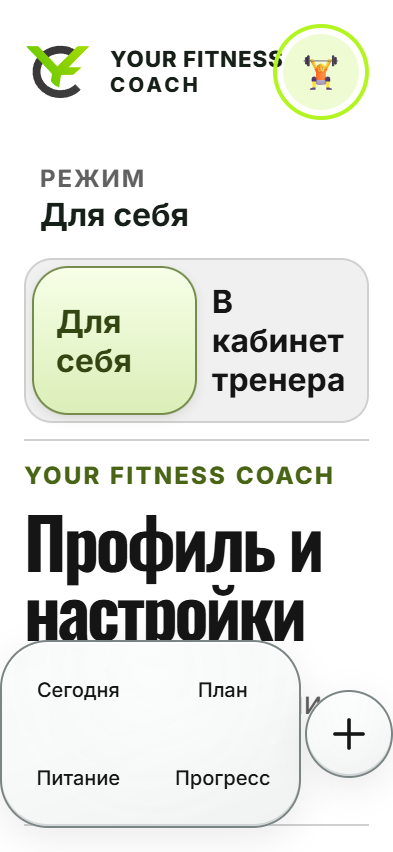 YOUR FITNESS
COACH
РЕЖИМ
Для себя
Для
себя
В
кабинет
тренера
YOUR FITNESS COACH
Профиль и
настройки
Сегодня
План
Питание
Прогресс